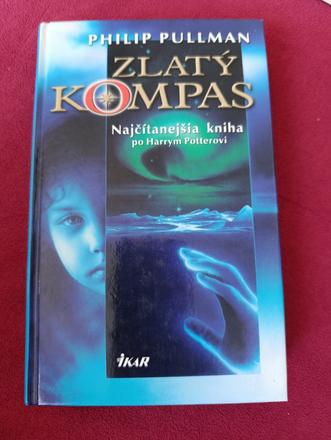 PHILIP PULLMAN
ZLATÝ
KOMPAS
Najčítanejšia kniha
po Harrym Potterovi
IKAR